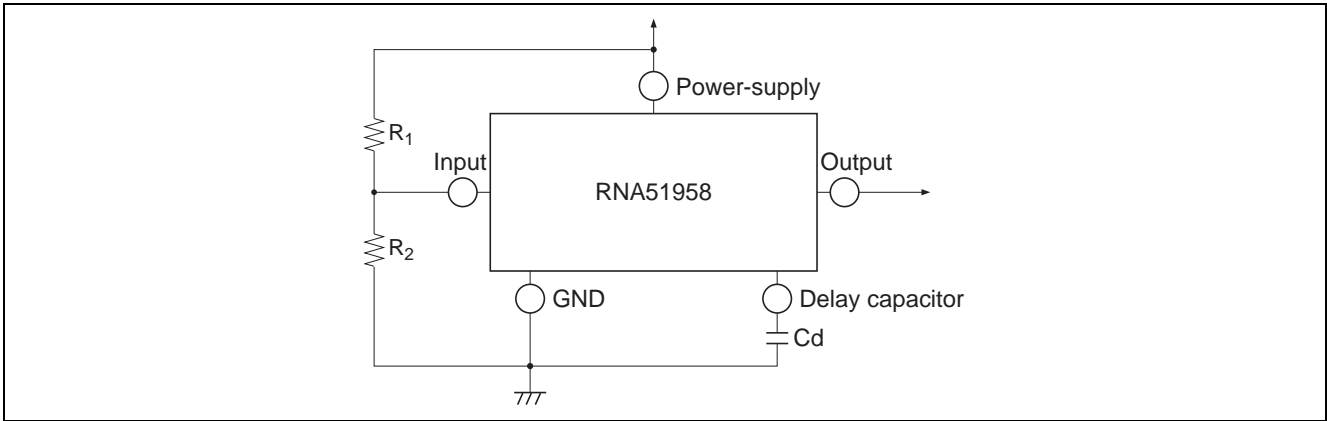 Power-supply
R1
Input
RNA51958
Output
R2
GND
Delay capacitor
Cd